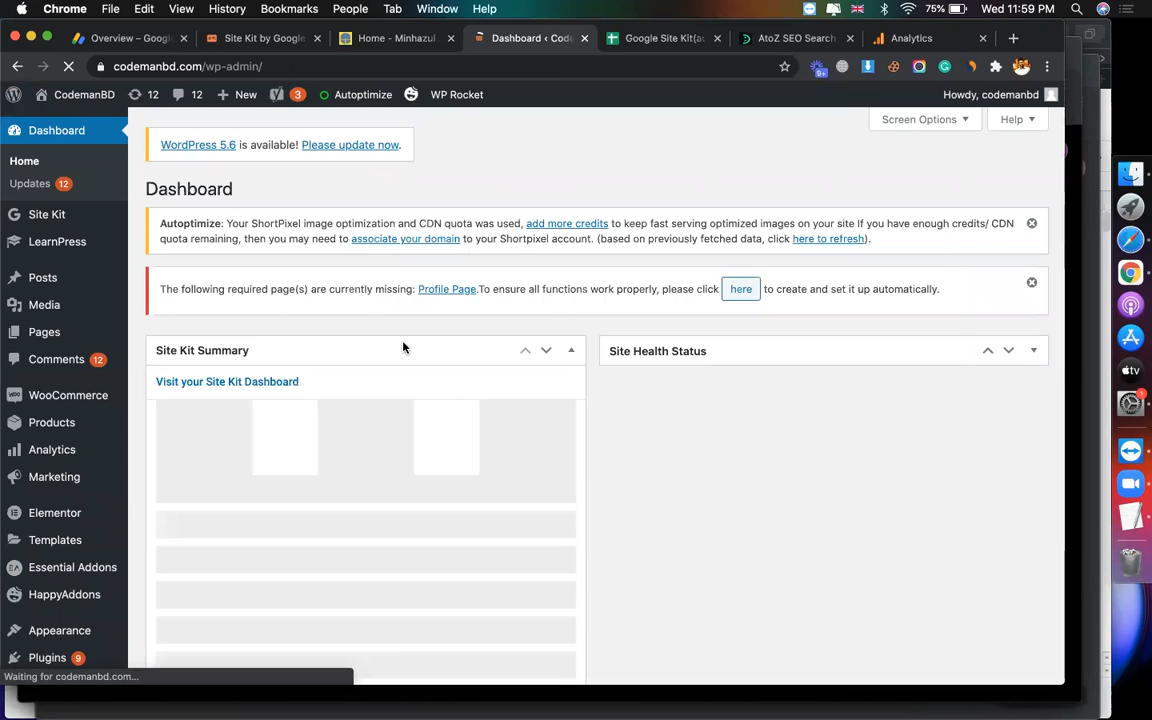 Chrome File Edit View History Bookmarks People Tab Window Help 75% Wed 11:59 PM
Overview – Googl Site Kit by Google Home - Minhazul Dashboard ‹ Code Google Site Kit(au AtoZ SEO Search Analytics
codemanbd.com/wp-admin/
9+
CodemanBD 12 12 New 3 Autoptimize WP Rocket Howdy, codemanbd
Screen Options Help
Dashboard
Home
Updates 12
Site Kit
LearnPress
Posts
Media
Pages
Comments 12
WooCommerce
Products
Analytics
Marketing
Elementor
Templates
Essential Addons
HappyAddons
Appearance
Plugins 9
WordPress 5.6 is available! Please update now.
Dashboard
Autoptimize: Your ShortPixel image optimization and CDN quota was used, add more credits to keep fast serving optimized images on your site If you have enough credits/ CDN
quota remaining, then you may need to associate your domain to your Shortpixel account. (based on previously fetched data, click here to refresh).
The following required page(s) are currently missing: Profile Page.To ensure all functions work properly, please click here to create and set it up automatically.
Site Kit Summary
Visit your Site Kit Dashboard
Site Health Status
Waiting for codemanbd.com...
tv
1